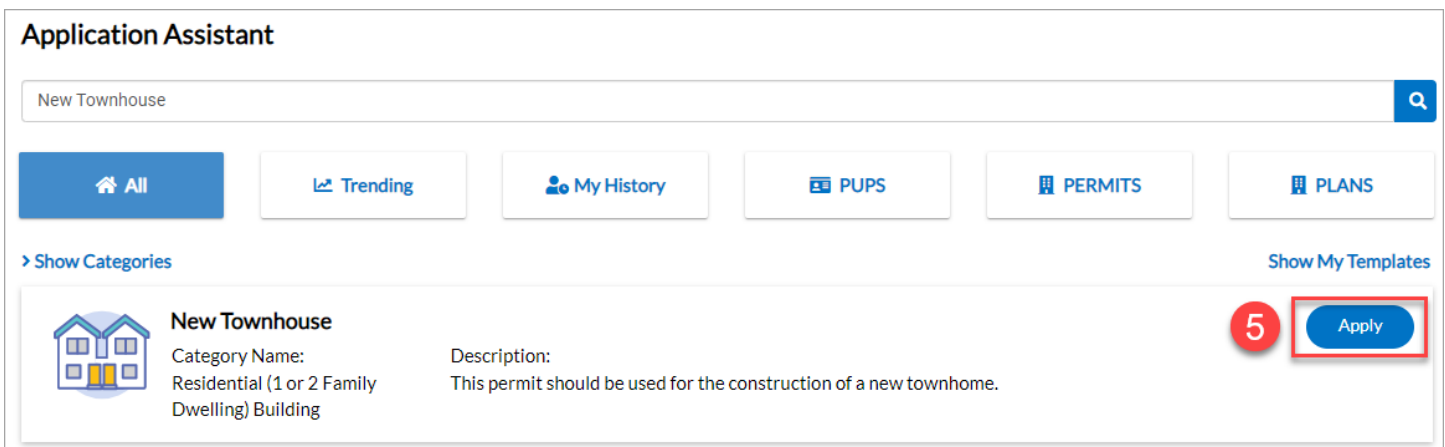 Application Assistant
New Townhouse
All
Trending
My History
PUPS
PERMITS
PLANS
Show Categories
Show My Templates
New Townhouse
5
Apply
Category Name:
Residential (1 or 2 Family
Dwelling) Building
Description:
This permit should be used for the construction of a new townhome.